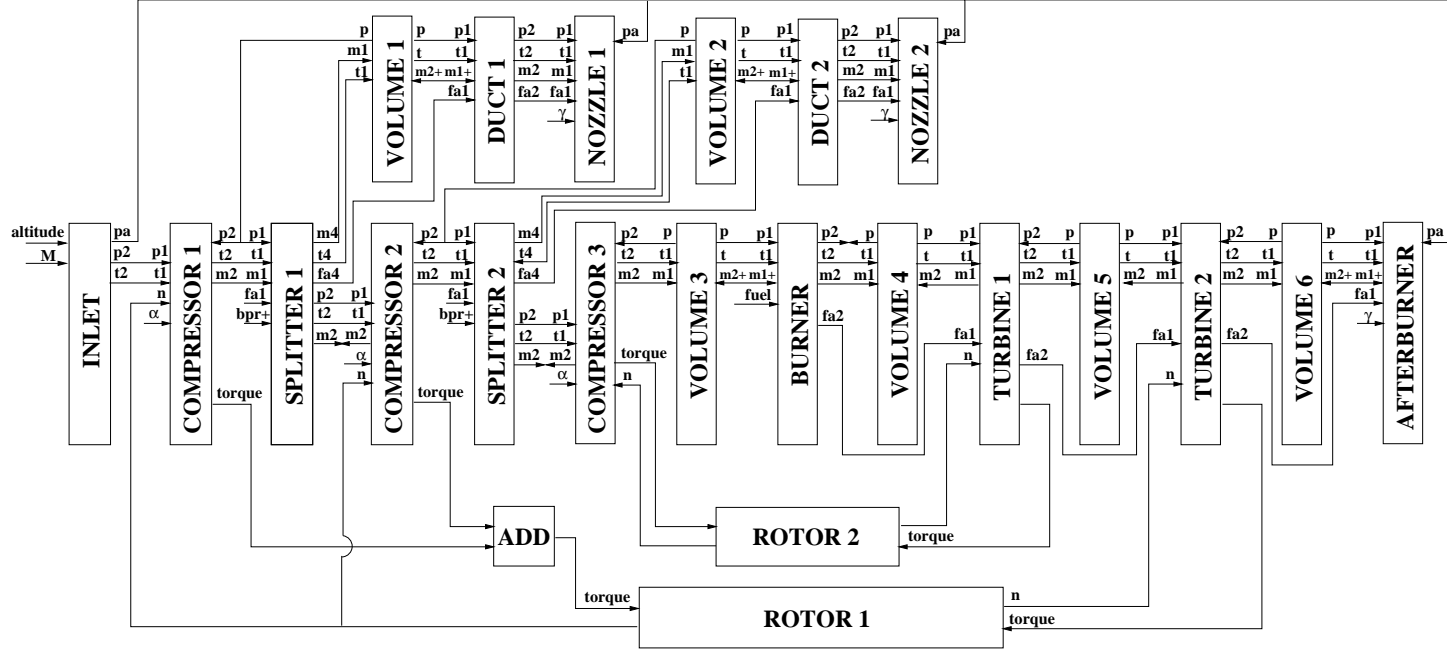 p p p1 p2 p1 pa
m1 t t1 t2 t1
t1 m2+ m1+ m2 m1
fa1 fa2 fa1
γ
VOLUME 1
DUCT 1
NOZZLE 1
p p p1 p2 p1 pa
m1 t t1 t2 t1
t1 m2+ m1+ m2 m1
fa1 fa2 fa1
γ
VOLUME 2
DUCT 2
NOZZLE 2
altitude
M
INLET
pa
p2 p1
t2 t1
n
α
COMPRESSOR 1
p2 p1
t2 t1
m2 m1
fa1
bpr+
torque
SPLITTER 1
m4
t4
fa4
p2 p1
t2 t1
m2 m2
α
n
COMPRESSOR 2
p2 p1
t2 t1
m2 m1
fa1
bpr+
torque
SPLITTER 2
m4
t4
fa4
p2 p1
t2 t1
m2 m2
α
COMPRESSOR 3
p2 p
t2 t1
m2 m1
torque
n
VOLUME 3
p p1
t t1
m2+ m1+
fuel
BURNER
p2 p
t2 t1
m2 m1
fa2
VOLUME 4
p p1
t t1
m2 m1
fa1
n
TURBINE 1
p2 p
t2 t1
m2 m1
fa2
VOLUME 5
p p1
t t1
m2 m1
fa1
n
TURBINE 2
p2 p
t2 t1
m2 m1
fa2
VOLUME 6
p p1
t t1
m2+ m1+
fa1
γ
AFTERBURNER
pa
ADD
ROTOR 2
torque
torque
ROTOR 1
n
torque